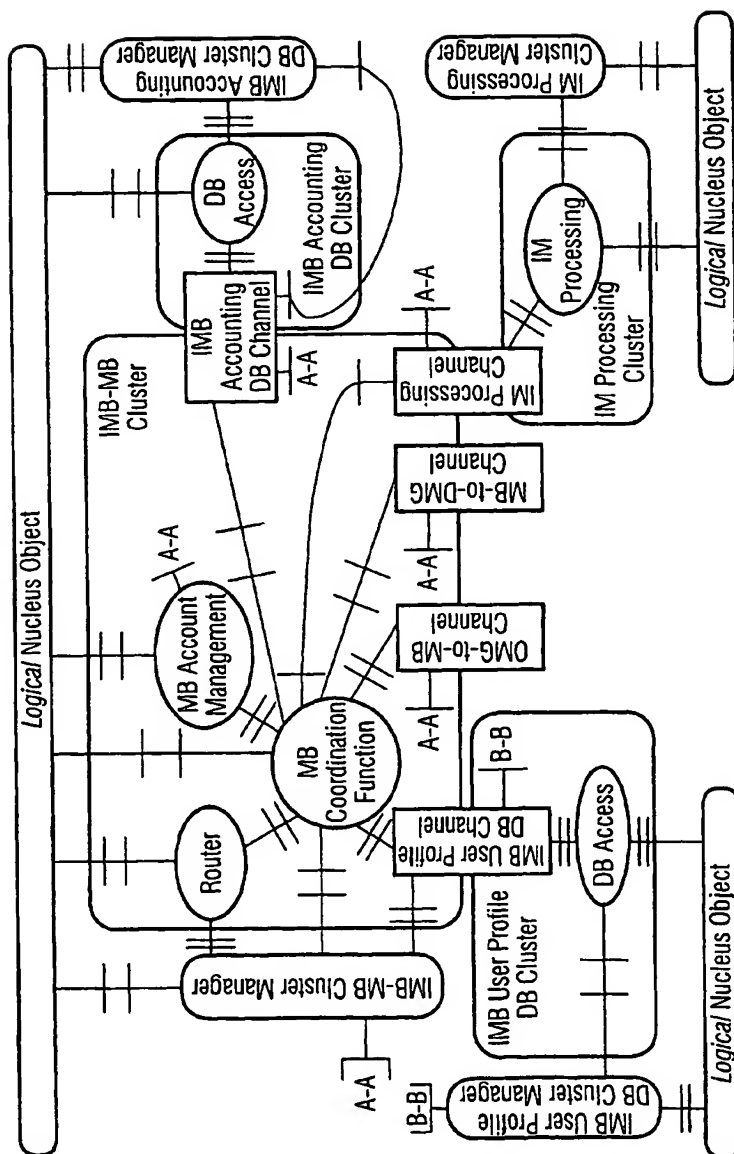 Logical Nucleus Object
IMB-MB Cluster Manager
A-A
Router
MB
Coordination
Function
MB Account
Management
A-A
IMB-MB
Cluster
IMB
Accounting
DB Channel
A-A
DB
Access
IMB Accounting
DB Cluster
IMB Accounting
DB Cluster Manager
IMB User Profile
DB Channel
B-B
OMG-to-MB
Channel
A-A
MB-to-DMG
Channel
A-A
IM Processing
Channel
A-A
IM
Processing
IM Processing
Cluster
IM Processing
Cluster Manager
Logical Nucleus Object
IMB User Profile
DB Cluster
DB Access
IMB User Profile
DB Cluster Manager
B-B
Logical Nucleus Object